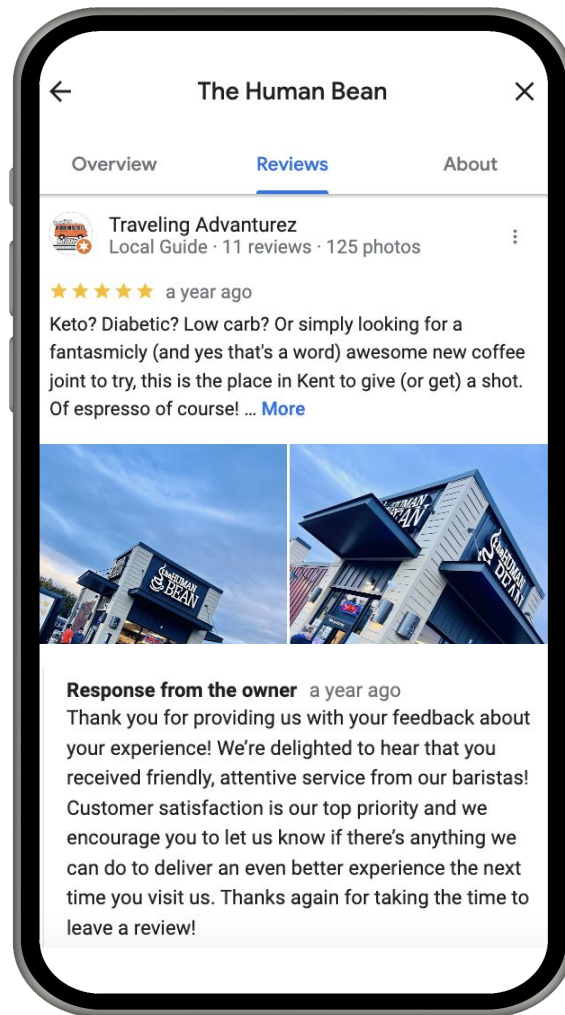 The Human Bean
Overview
Reviews
About
Traveling Advanturez
Local Guide · 11 reviews · 125 photos
a year ago
Keto? Diabetic? Low carb? Or simply looking for a
fantasmicly (and yes that's a word) awesome new coffee
joint to try, this is the place in Kent to give (or get) a shot.
Of espresso of course! ... More
the HUMAN
BEAN
HUMAN
BEAN
the HUMAN
BEAN
Response from the owner a year ago
Thank you for providing us with your feedback about
your experience! We’re delighted to hear that you
received friendly, attentive service from our baristas!
Customer satisfaction is our top priority and we
encourage you to let us know if there’s anything we
can do to deliver an even better experience the next
time you visit us. Thanks again for taking the time to
leave a review!